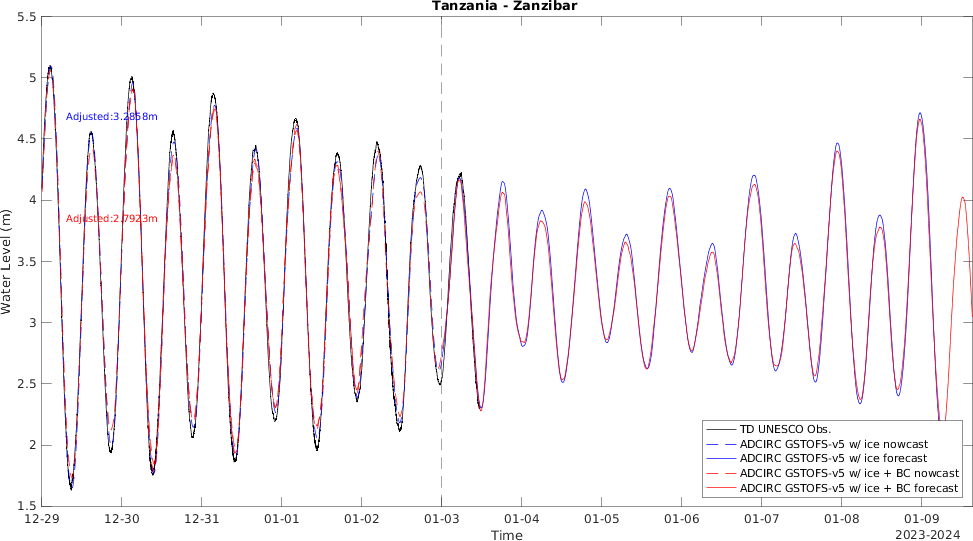 Tanzania - Zanzibar
5.5
5
4.5
4
3.5
3
2.5
2
1.5
Water Level (m)
Adjusted:3.2858m
Adjusted:2.7923m
TD UNESCO Obs.
ADCIRC GSTOFS-v5 w/ ice nowcast
ADCIRC GSTOFS-v5 w/ ice forecast
ADCIRC GSTOFS-v5 w/ ice + BC nowcast
ADCIRC GSTOFS-v5 w/ ice + BC forecast
12-29 12-30 12-31 01-01 01-02 01-03 01-04 01-05 01-06 01-07 01-08 01-09
Time
2023-2024